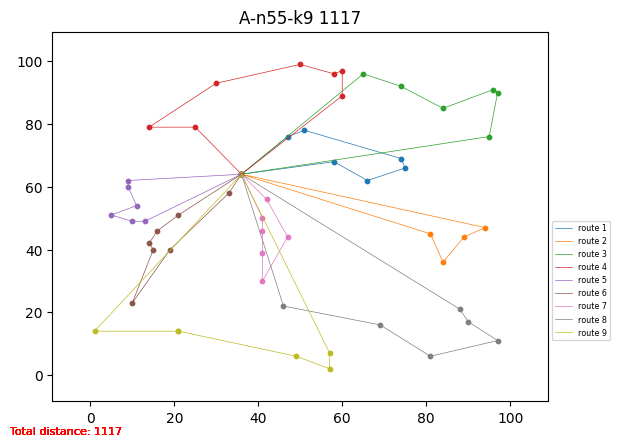 A-n55-k9 1117
100
80
60
40
20
0
0 20 40 60 80 100
route 1
route 2
route 3
route 4
route 5
route 6
route 7
route 8
route 9
Total distance: 1117